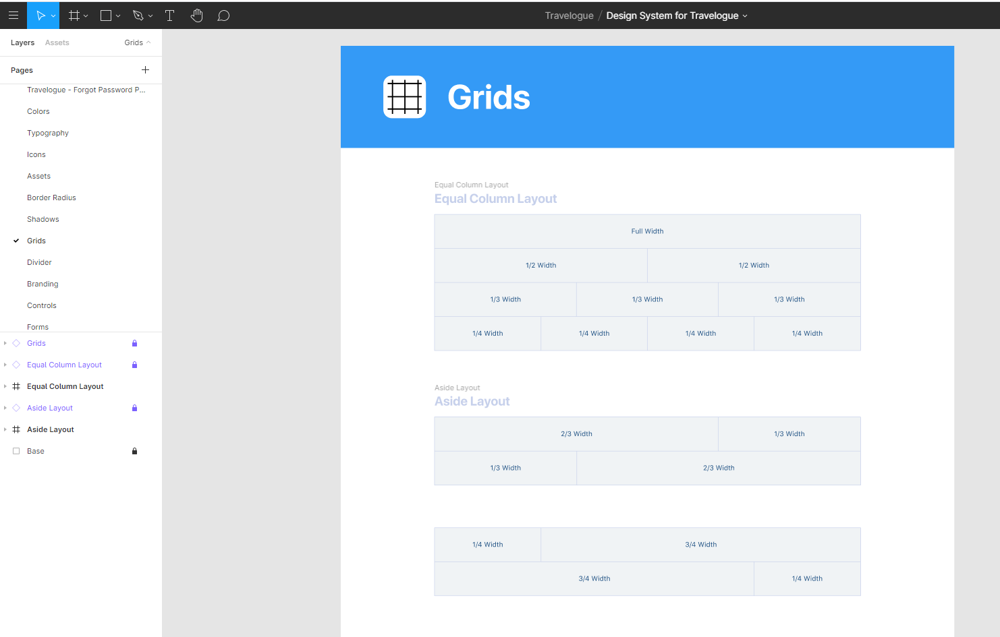 Travelogue / Design System for Travelogue
Layers Assets Grids
Pages
Travelogue - Forgot Password P...
Colors
Typography
Icons
Assets
Border Radius
Shadows
Grids
Divider
Branding
Controls
Forms
Grids
Equal Column Layout
Equal Column Layout
Aside Layout
Aside Layout
Base
Grids
Equal Column Layout
Equal Column Layout
Full Width
1/2 Width 1/2 Width
1/3 Width 1/3 Width 1/3 Width
1/4 Width 1/4 Width 1/4 Width 1/4 Width
Aside Layout
Aside Layout
2/3 Width 1/3 Width
1/3 Width 2/3 Width
1/4 Width 3/4 Width
3/4 Width 1/4 Width